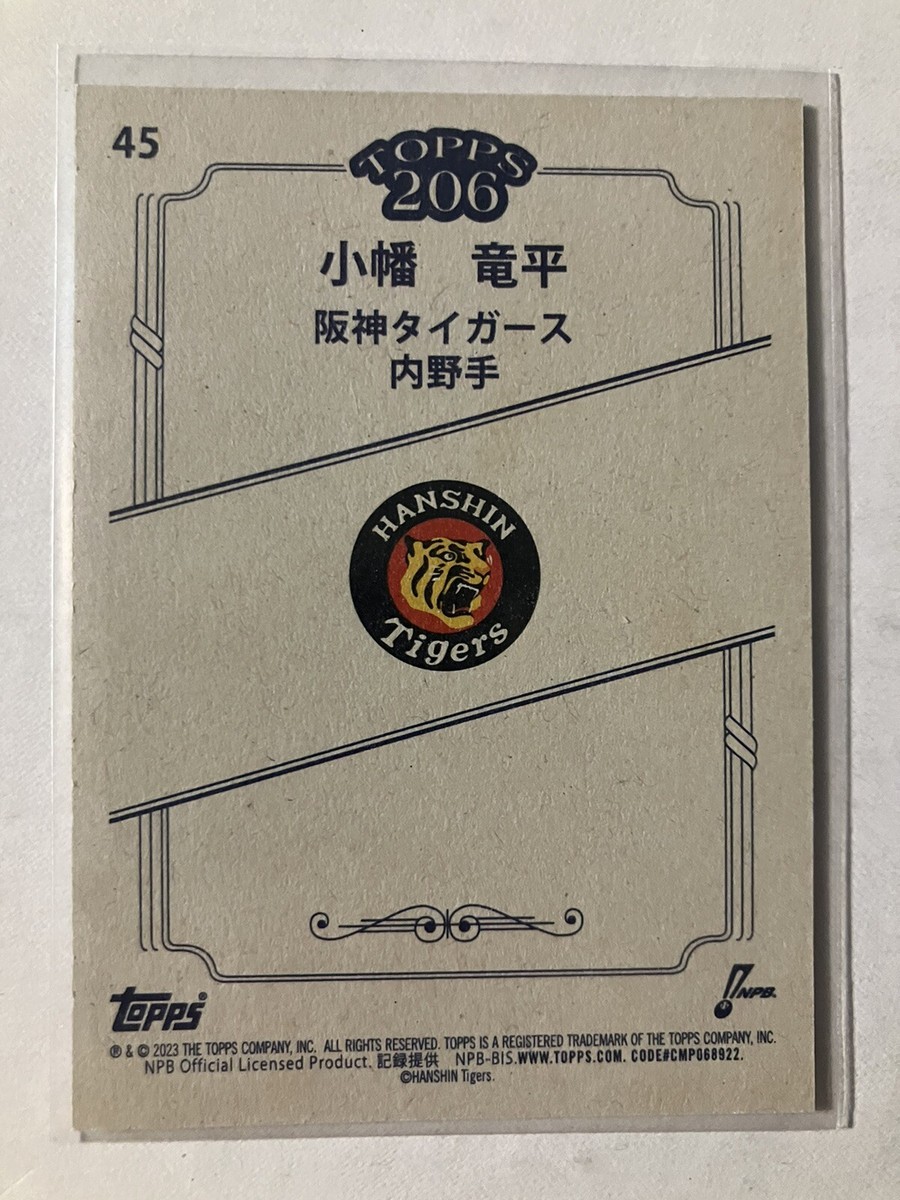 45
TOPPS
206
小幡　竜平
阪神タイガース
内野手
HANSHIN
Tigers
topps®
NPB.
® & © 2023 THE TOPPS COMPANY, INC. ALL RIGHTS RESERVED. TOPPS IS A REGISTERED TRADEMARK OF THE TOPPS COMPANY, INC.
NPB Official Licensed Product. 記録提供 NPB-BIS.WWW.TOPPS.COM. CODE#CMP068922.
©HANSHIN Tigers.